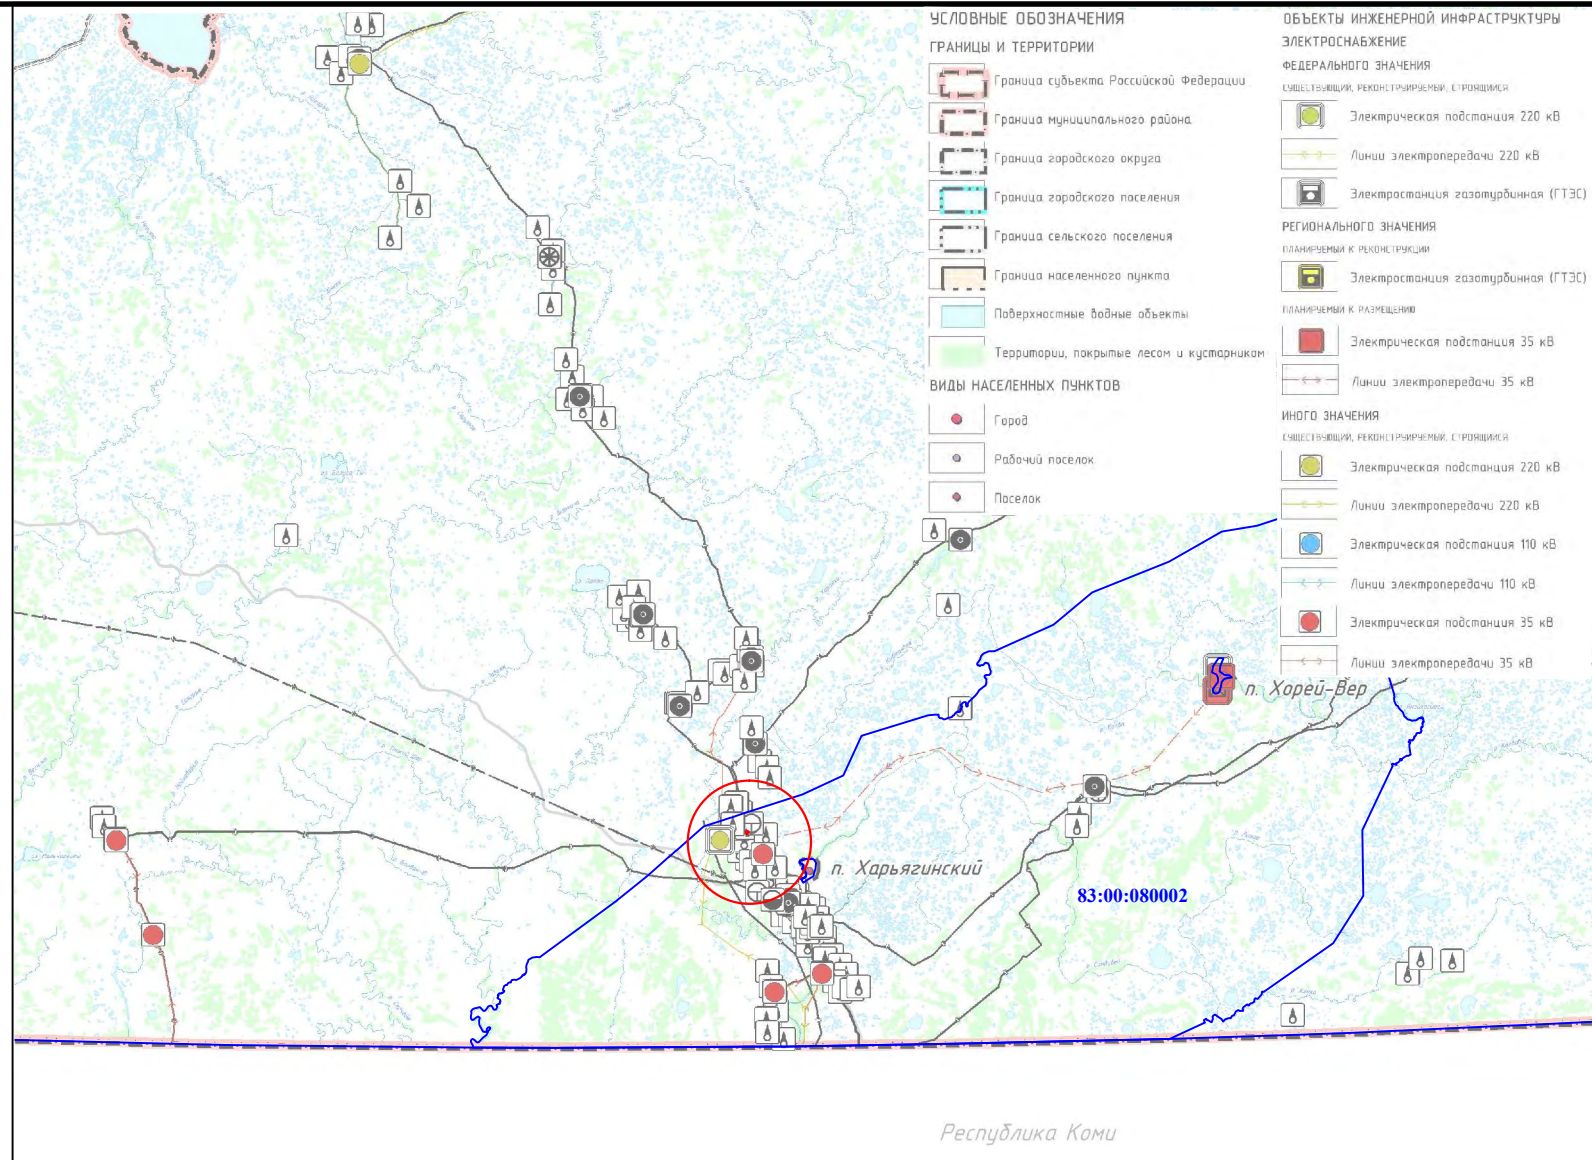 УСЛОВНЫЕ ОБОЗНАЧЕНИЯ
ГРАНИЦЫ И ТЕРРИТОРИИ
Граница субъекта Российской Федерации
Граница муниципального района
Граница городского округа
Граница городского поселения
Граница сельского поселения
Граница населенного пункта
Поверхностные водные объекты
Территории, покрытые лесом и кустарником
ВИДЫ НАСЕЛЕННЫХ ПУНКТОВ
Город
Рабочий поселок
Поселок
ОБЪЕКТЫ ИНЖЕНЕРНОЙ ИНФРАСТРУКТУРЫ
ЭЛЕКТРОСНАБЖЕНИЕ
ФЕДЕРАЛЬНОГО ЗНАЧЕНИЯ
СУЩЕСТВУЮЩИЙ, РЕКОНСТРУИРУЕМЫЙ, СТРОЯЩИЙСЯ
Электрическая подстанция 220 кВ
Линии электропередачи 220 кВ
Электростанция газотурбинная (ГТЭС)
РЕГИОНАЛЬНОГО ЗНАЧЕНИЯ
ПЛАНИРУЕМЫЙ К РЕКОНСТРУКЦИИ
Электростанция газотурбинная (ГТЭС)
ПЛАНИРУЕМЫЙ К РАЗМЕЩЕНИЮ
Электрическая подстанция 35 кВ
Линии электропередачи 35 кВ
ИНОГО ЗНАЧЕНИЯ
СУЩЕСТВУЮЩИЙ, РЕКОНСТРУИРУЕМЫЙ, СТРОЯЩИЙСЯ
Электрическая подстанция 220 кВ
Линии электропередачи 220 кВ
Электрическая подстанция 110 кВ
Линии электропередачи 110 кВ
Электрическая подстанция 35 кВ
Линии электропередачи 35 кВ
п. Хорей-Вер
п. Харьягинский
83:00:080002
Республика Коми